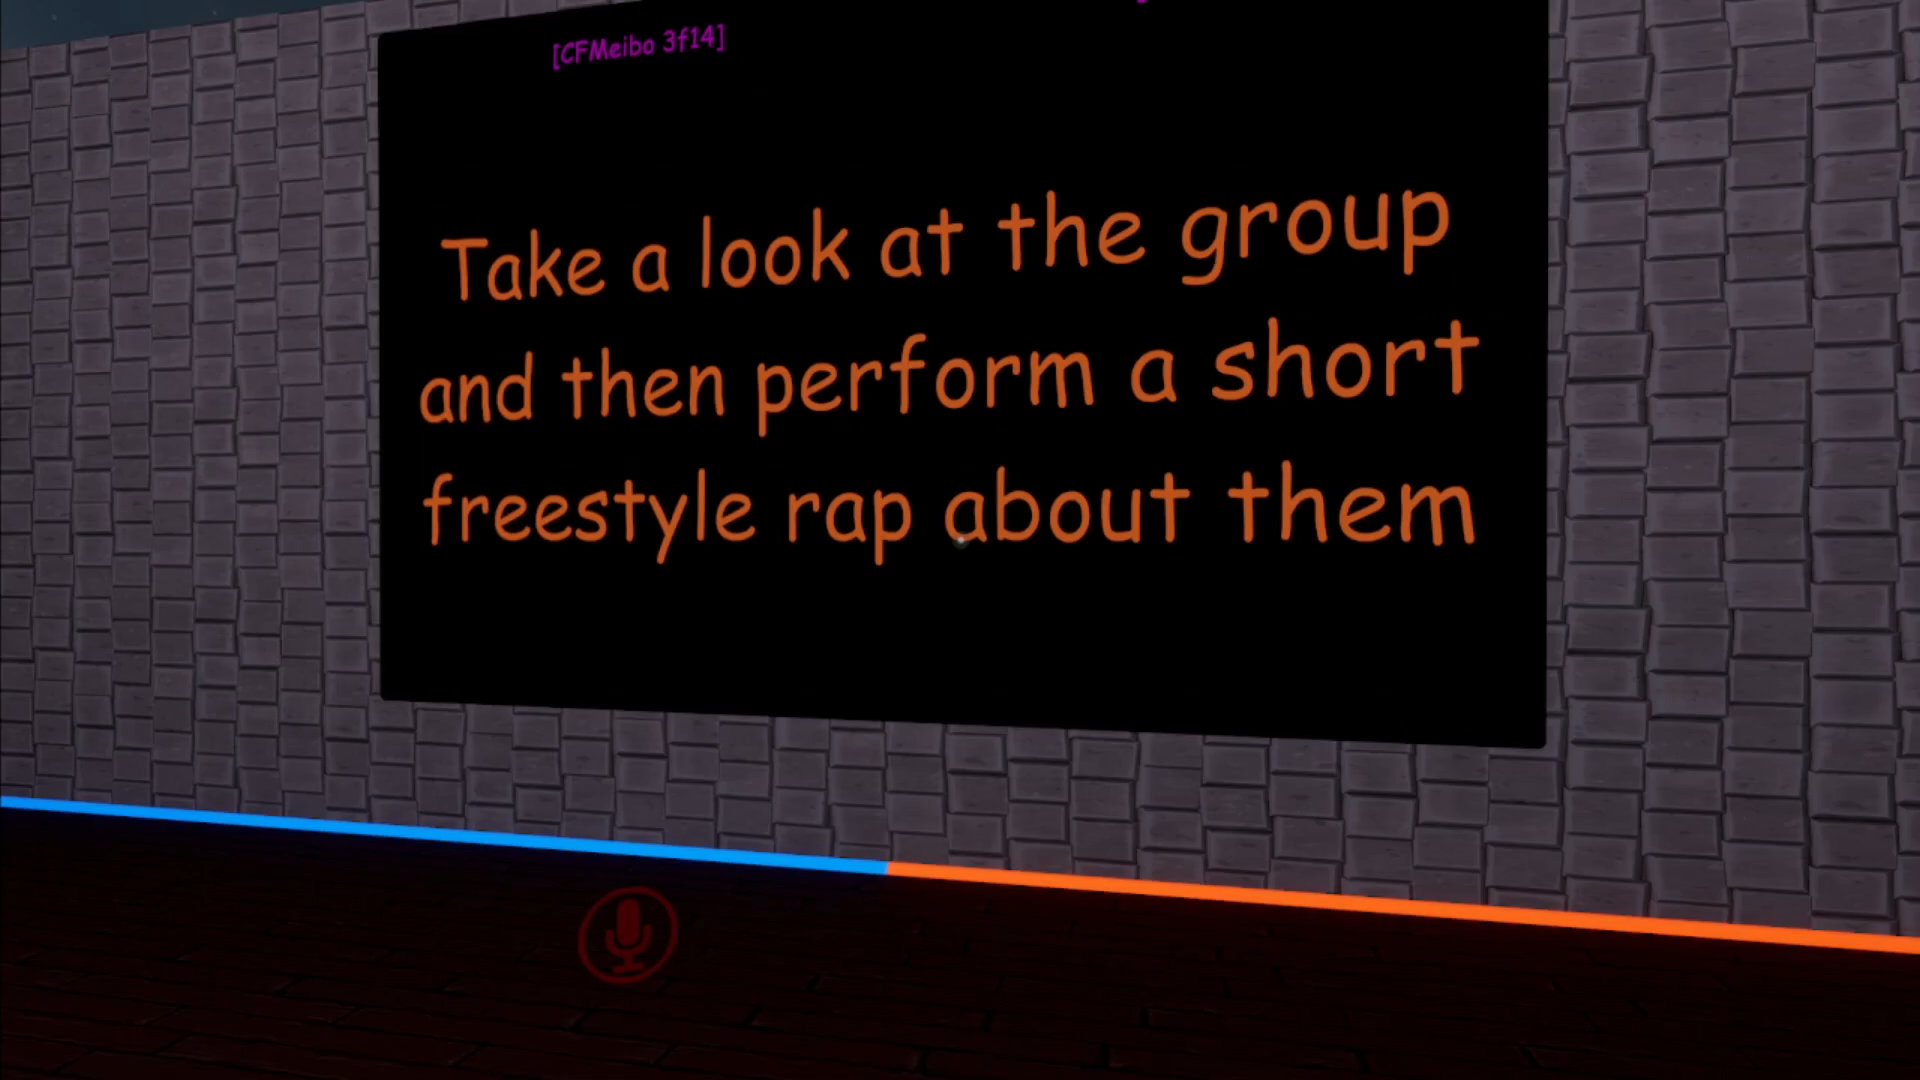 [CFMeibo 3f14]
Take a look at the group
and then perform a short
freestyle rap about them